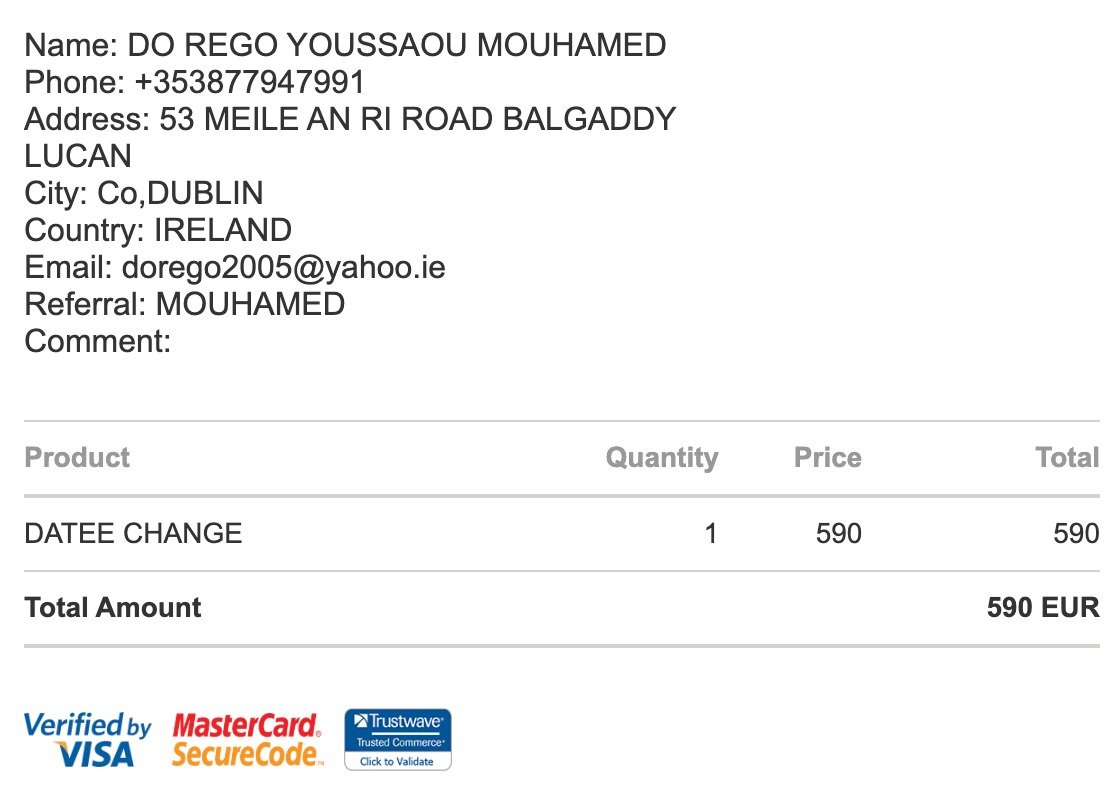 Name: DO REGO YOUSSAOU MOUHAMED
Phone: +353877947991
Address: 53 MEILE AN RI ROAD BALGADDY
LUCAN
City: Co,DUBLIN
Country: IRELAND
Email: dorego2005@yahoo.ie
Referral: MOUHAMED
Comment:
Product Quantity Price Total
DATEE CHANGE 1 590 590
Total Amount 590 EUR
Verified by VISA
MasterCard® SecureCode™
Trustwave®
Trusted Commerce
Click to Validate